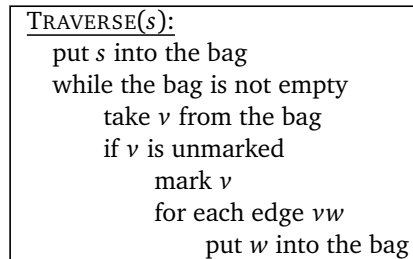 TRAVERSE(s):
put s into the bag
while the bag is not empty
take v from the bag
if v is unmarked
mark v
for each edge vw
put w into the bag